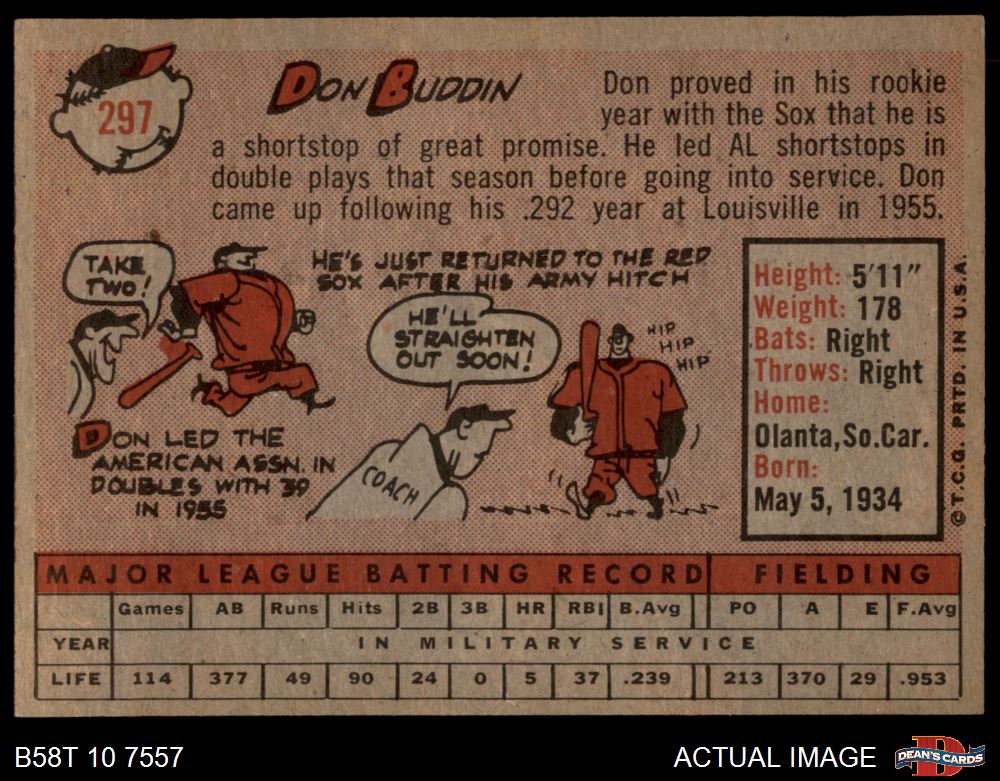 297
DON BUDDIN
Don proved in his rookie
year with the Sox that he is
a shortstop of great promise. He led AL shortstops in
double plays that season before going into service. Don
came up following his .292 year at Louisville in 1955.
TAKE
TWO!
DON LED THE
AMERICAN ASSN. IN
DOUBLES WITH 39
IN 1955
HE'S JUST RETURNED TO THE RED
SOX AFTER HIS ARMY HITCH
HE'LL
STRAIGHTEN
OUT SOON!
COACH
HIP
HIP
HIP
Height: 5'11"
Weight: 178
Bats: Right
Throws: Right
Home:
Olanta,So.Car.
Born:
May 5, 1934
© T.C.G. PRTD. IN U.S.A.
MAJOR LEAGUE BATTING RECORD FIELDING
Games AB Runs Hits 2B 3B HR RBI B.Avg PO A E F.Avg
YEAR IN MILITARY SERVICE
LIFE 114 377 49 90 24 0 5 37 .239 213 370 29 .953
B58T 10 7557 ACTUAL IMAGE D DEAN'S CARDS